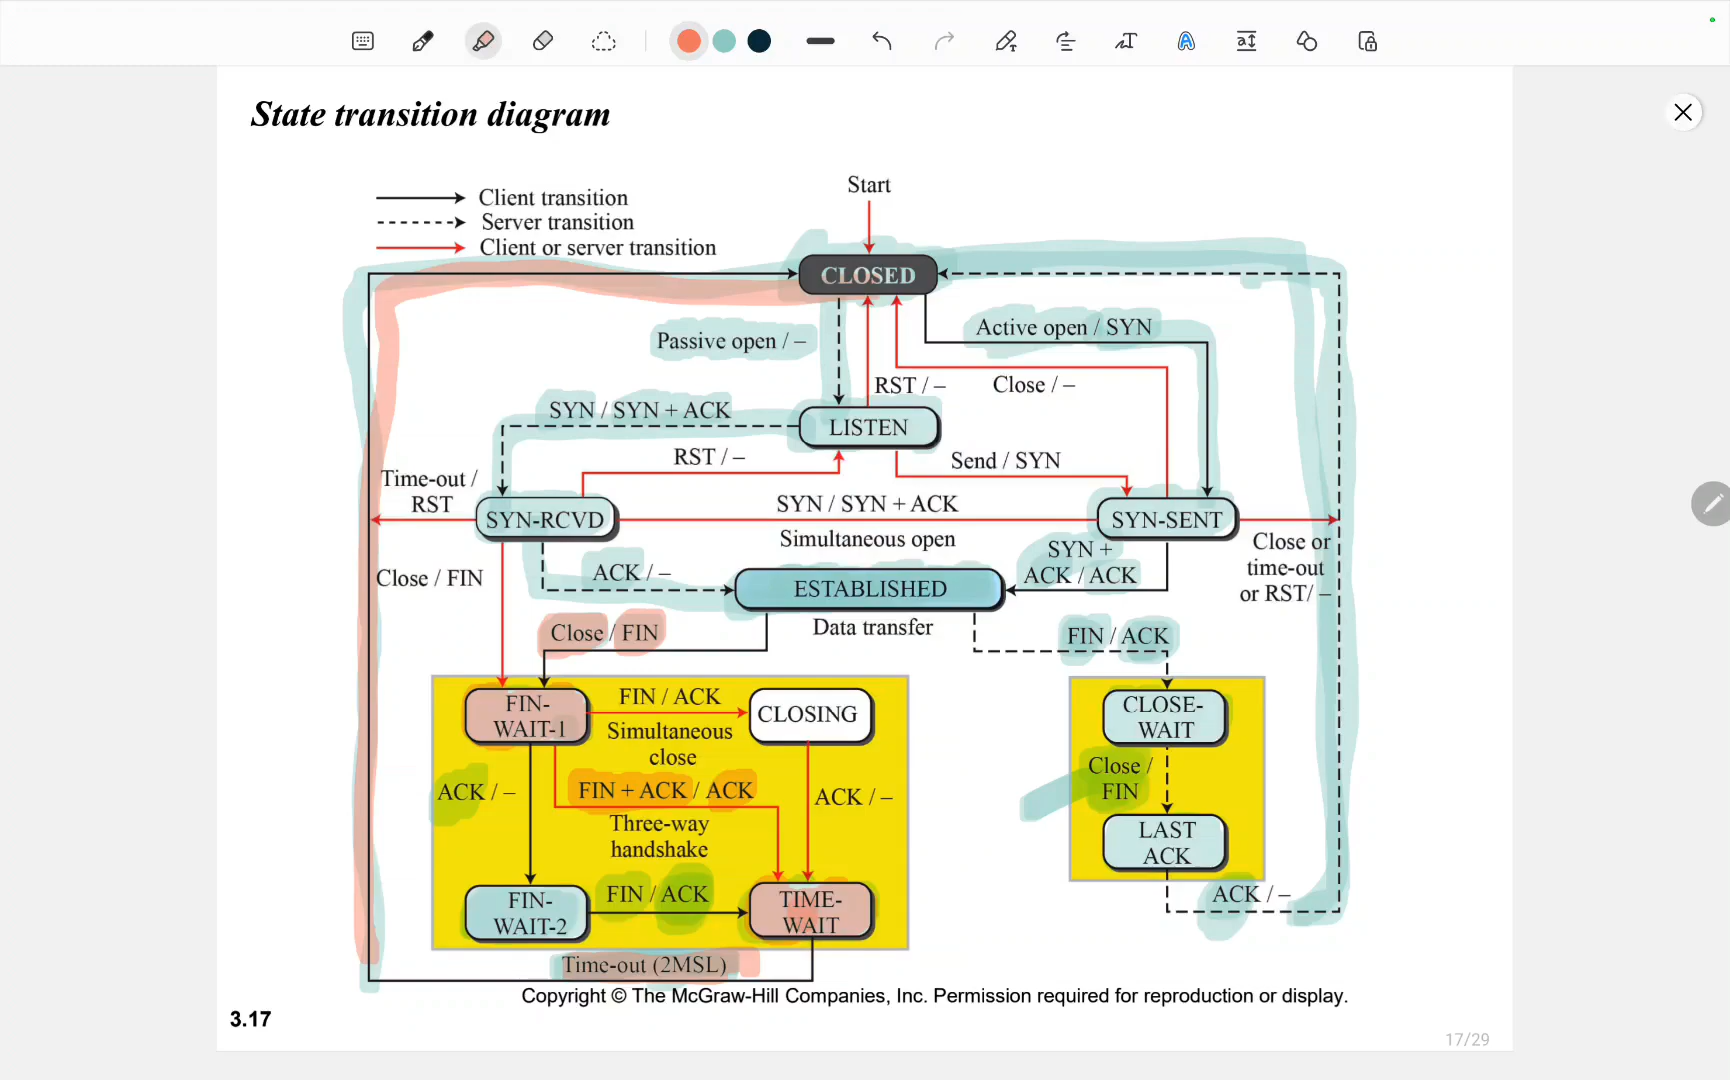 State transition diagram
Start
Client transition
Server transition
Client or server transition
CLOSED
Passive open / –
Active open / SYN
RST / –
Close / –
SYN / SYN + ACK
LISTEN
RST / –
Send / SYN
Time-out /
RST
SYN-RCVD
SYN / SYN + ACK
Simultaneous open
SYN-SENT
Close or
time-out
or RST/ –
SYN +
ACK / ACK
Close / FIN
ACK / –
ESTABLISHED
Data transfer
Close / FIN
FIN / ACK
FIN-
WAIT-1
FIN / ACK
Simultaneous
close
CLOSING
CLOSE-
WAIT
ACK / –
FIN + ACK / ACK
Three-way
handshake
ACK / –
Close /
FIN
LAST
ACK
FIN-
WAIT-2
FIN / ACK
TIME-
WAIT
ACK / –
Time-out (2MSL)
Copyright © The McGraw-Hill Companies, Inc. Permission required for reproduction or display.
3.17
17/29